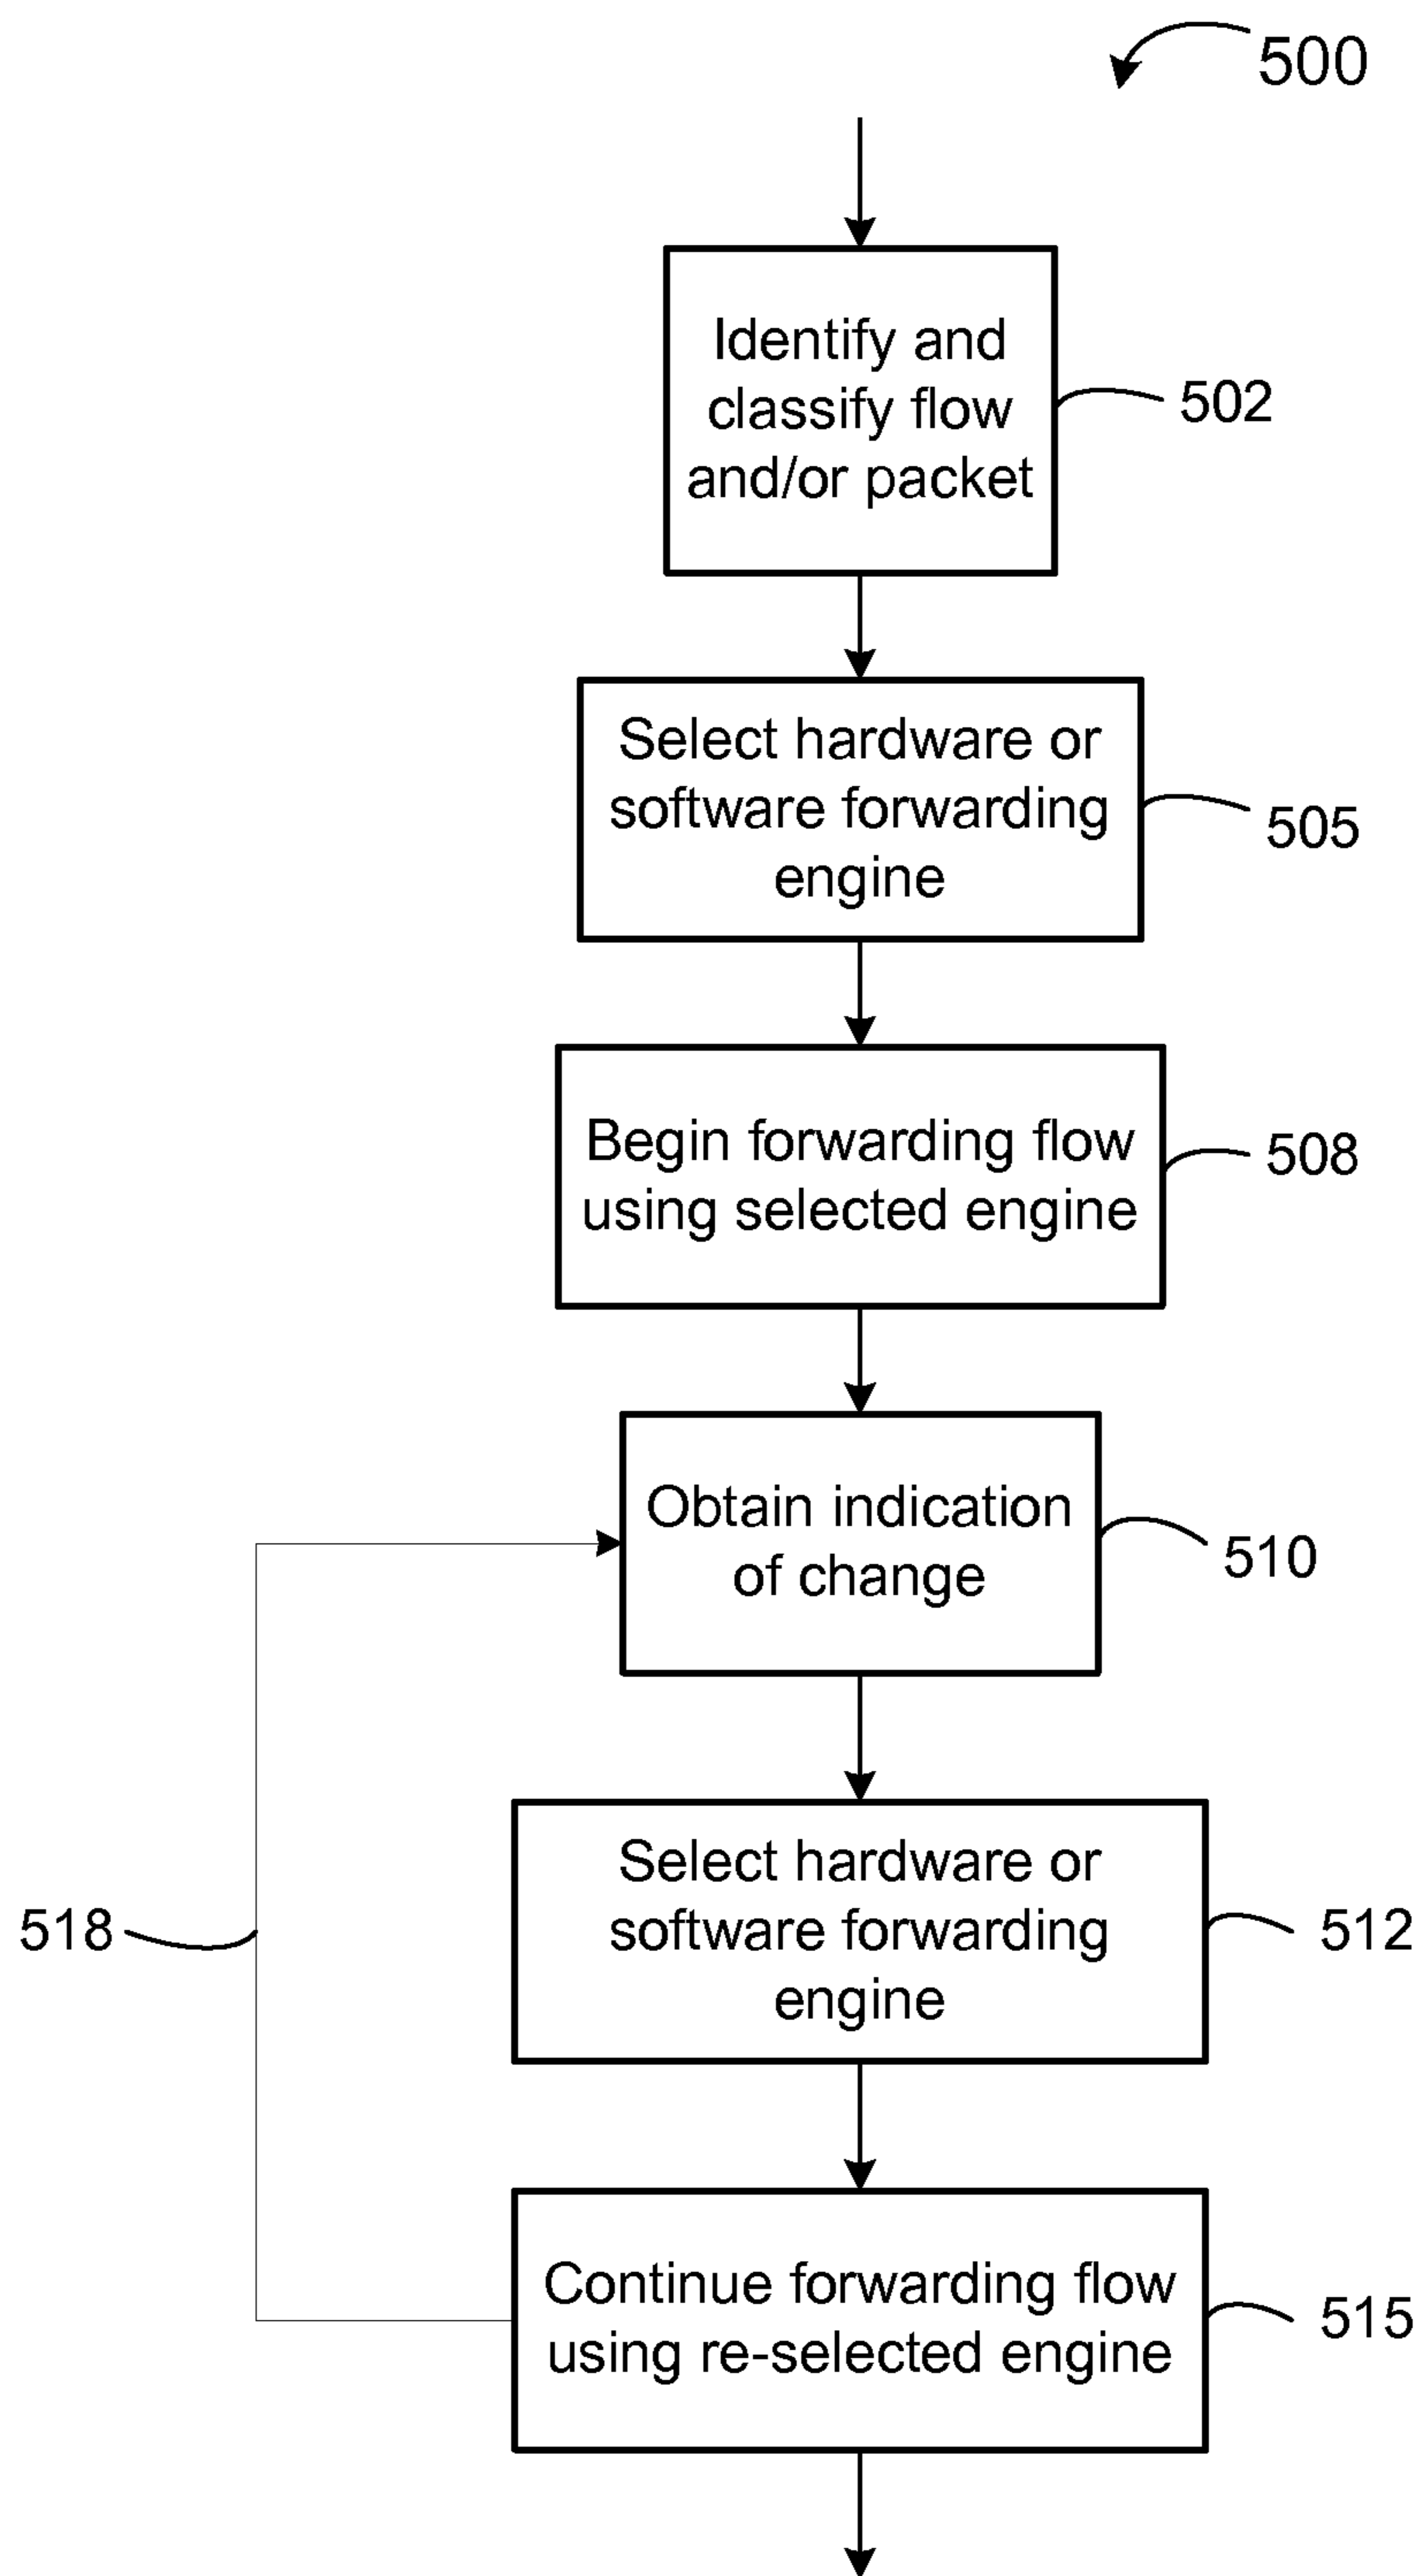 500
Identify and
classify flow
and/or packet
502
Select hardware or
software forwarding
engine
505
Begin forwarding flow
using selected engine
508
Obtain indication
of change
510
Select hardware or
software forwarding
engine
512
518
Continue forwarding flow
using re-selected engine
515